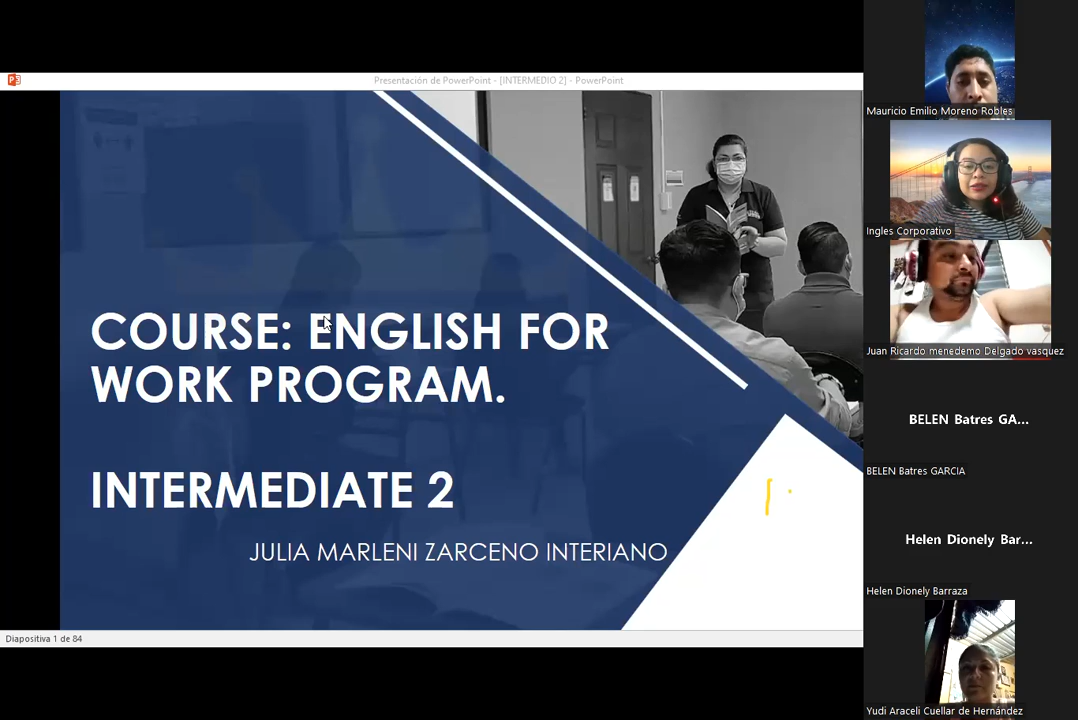 Presentación de PowerPoint - [INTERMEDIO 2] - PowerPoint
COURSE: ENGLISH FOR
WORK PROGRAM.
INTERMEDIATE 2
JULIA MARLENI ZARCENO INTERIANO
Diapositiva 1 de 84
Mauricio Emilio Moreno Robles
Ingles Corporativo
Juan Ricardo menedemo Delgado vasquez
BELEN Batres GA...
BELEN Batres GARCIA
Helen Dionely Bar...
Helen Dionely Barraza
Yudi Araceli Cuellar de Hernández